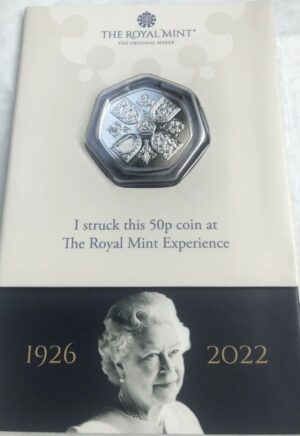 THE ROYAL MINT®
THE ORIGINAL MAKER
I struck this 50p coin at
The Royal Mint Experience
1926 2022